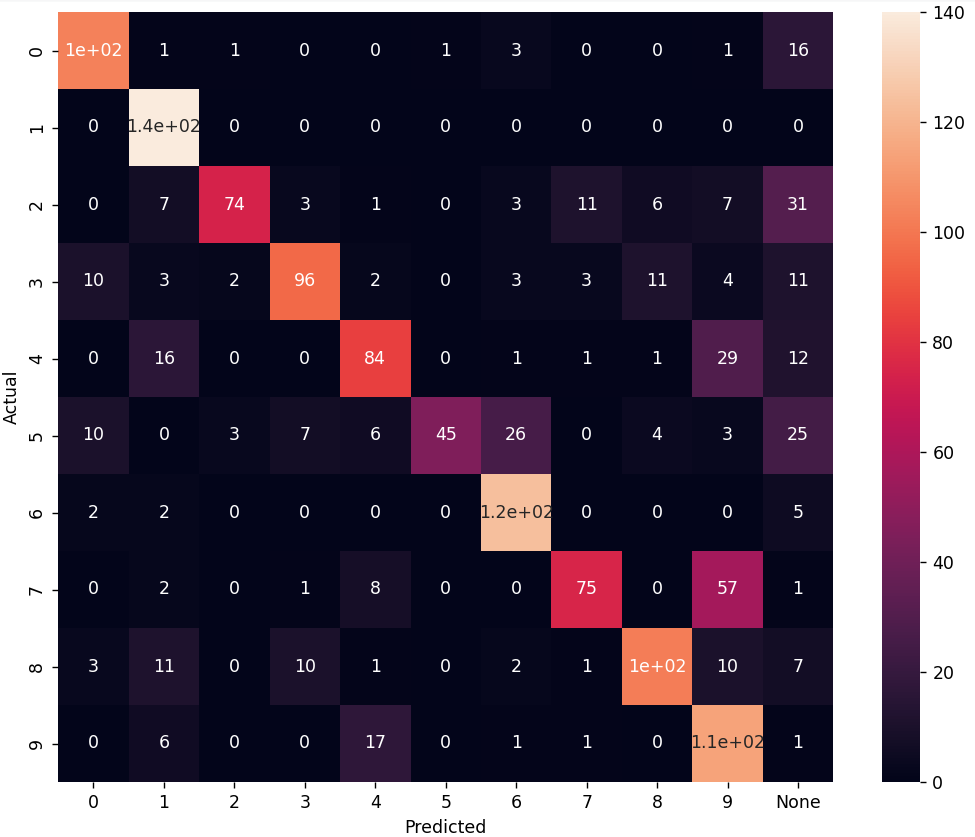 0 1e+02 1 1 0 0 1 3 0 0 1 16
1 0 1.4e+02 0 0 0 0 0 0 0 0 0
2 0 7 74 3 1 0 3 11 6 7 31
3 10 3 2 96 2 0 3 3 11 4 11
4 0 16 0 0 84 0 1 1 1 29 12
5 10 0 3 7 6 45 26 0 4 3 25
6 2 2 0 0 0 0 1.2e+02 0 0 0 5
7 0 2 0 1 8 0 0 75 0 57 1
8 3 11 0 10 1 0 2 1 1e+02 10 7
9 0 6 0 0 17 0 1 1 0 1.1e+02 1
0 1 2 3 4 5 6 7 8 9 None
Predicted
Actual
140
120
100
80
60
40
20
0